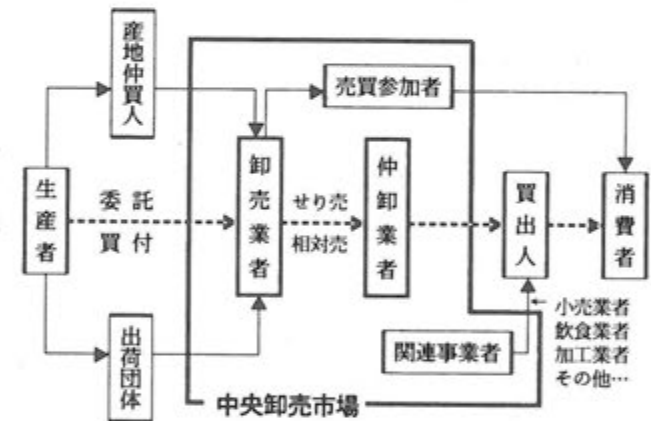 産地仲買人
売買参加者
生産者
委託
買付
卸売業者
せり売
相対売
仲卸業者
買出人
消費者
出荷団体
関連事業者
小売業者
飲食業者
加工業者
その他…
中央卸売市場